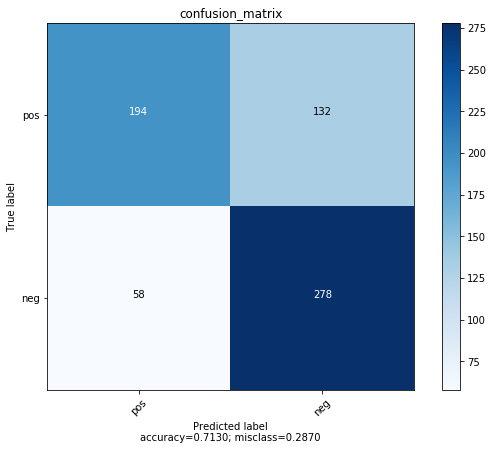 confusion_matrix
True label
pos
194
132
neg
58
278
pos
neg
Predicted label
accuracy=0.7130; misclass=0.2870
275
250
225
200
175
150
125
100
75